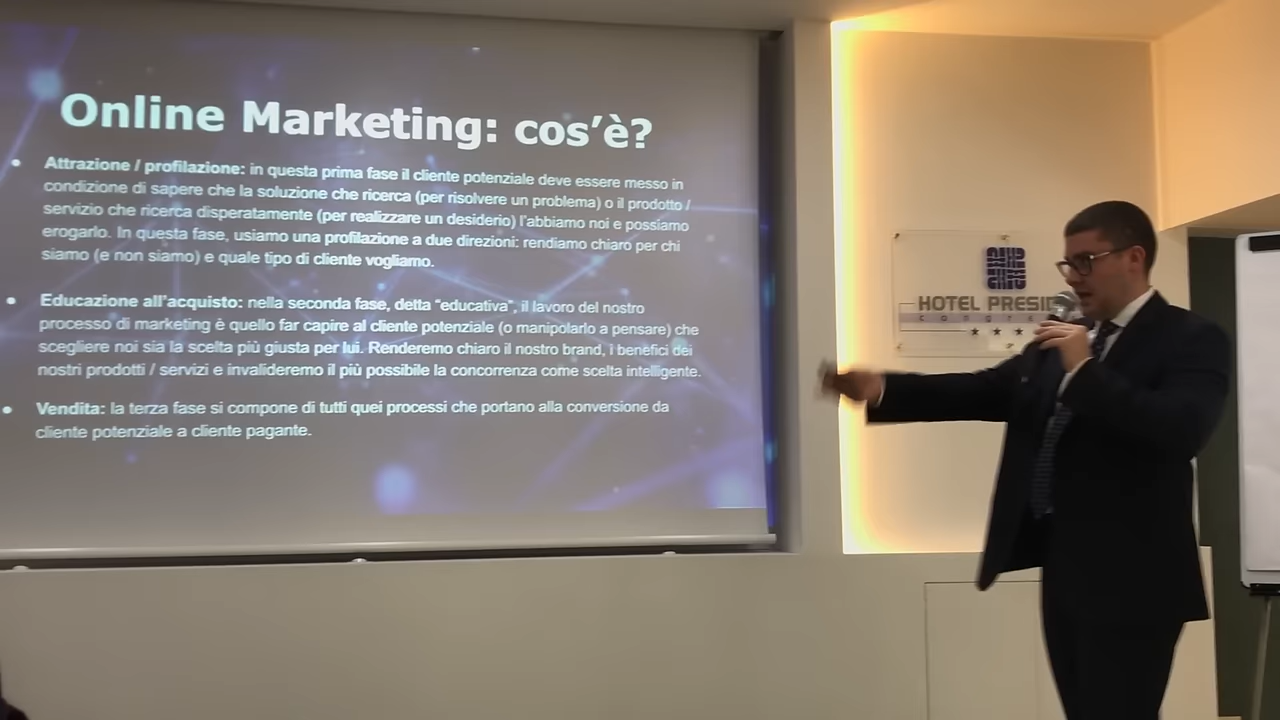 Online Marketing: cos'è?
Attrazione / profilazione: in questa prima fase il cliente potenziale deve essere messo in
condizione di sapere che la soluzione che ricerca (per risolvere un problema) o il prodotto /
servizio che ricerca disperatamente (per realizzare un desiderio) l'abbiamo noi e possiamo
erogarlo. In questa fase, usiamo una profilazione a due direzioni: rendiamo chiaro per chi
siamo (e non siamo) e quale tipo di cliente vogliamo.
Educazione all'acquisto: nella seconda fase, detta "educativa", il lavoro del nostro
processo di marketing è quello far capire al cliente potenziale (o manipolarlo a pensare) che
scegliere noi sia la scelta più giusta per lui. Renderemo chiaro il nostro brand, i benefici dei
nostri prodotti / servizi e invalideremo il più possibile la concorrenza come scelta intelligente.
Vendita: la terza fase si compone di tutti quei processi che portano alla conversione da
cliente potenziale a cliente pagante.
HOTEL PRESID